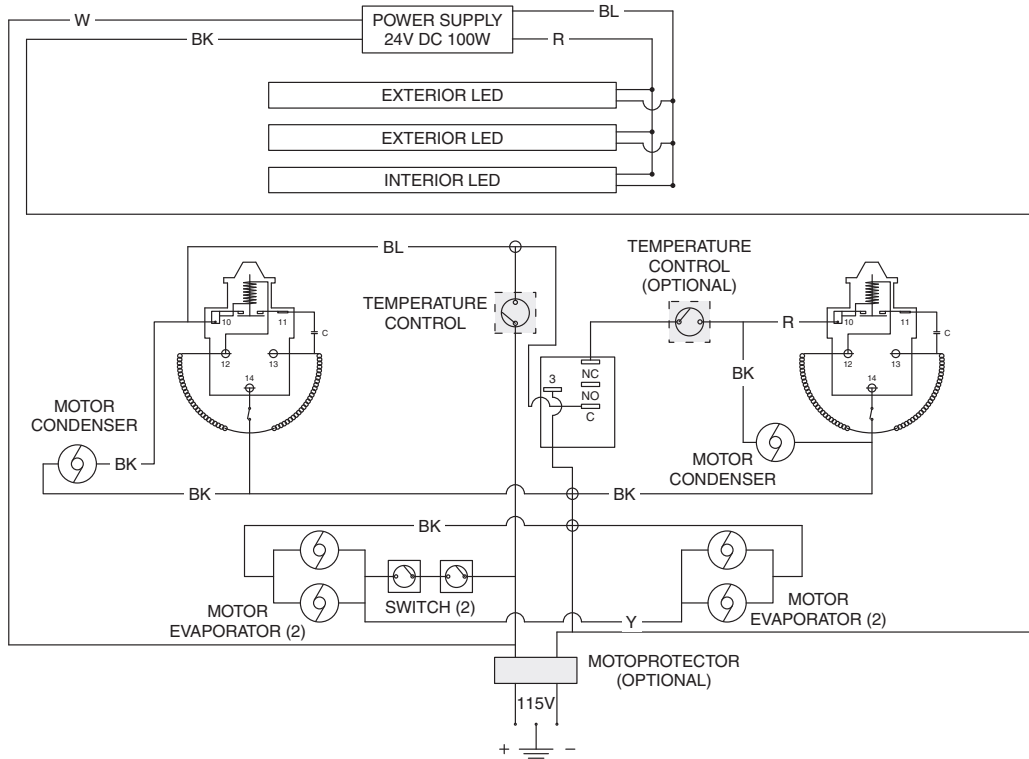 W
POWER SUPPLY
24V DC 100W
BL
BK
R
EXTERIOR LED
EXTERIOR LED
INTERIOR LED
BL
TEMPERATURE
CONTROL
TEMPERATURE
CONTROL
(OPTIONAL)
10
11
C
12
13
14
R
10
11
C
12
13
14
3
NC
NO
C
BK
MOTOR
CONDENSER
BK
MOTOR
CONDENSER
BK
BK
BK
SWITCH (2)
MOTOR
EVAPORATOR (2)
MOTOR
EVAPORATOR (2)
Y
MOTOPROTECTOR
(OPTIONAL)
115V
+ −